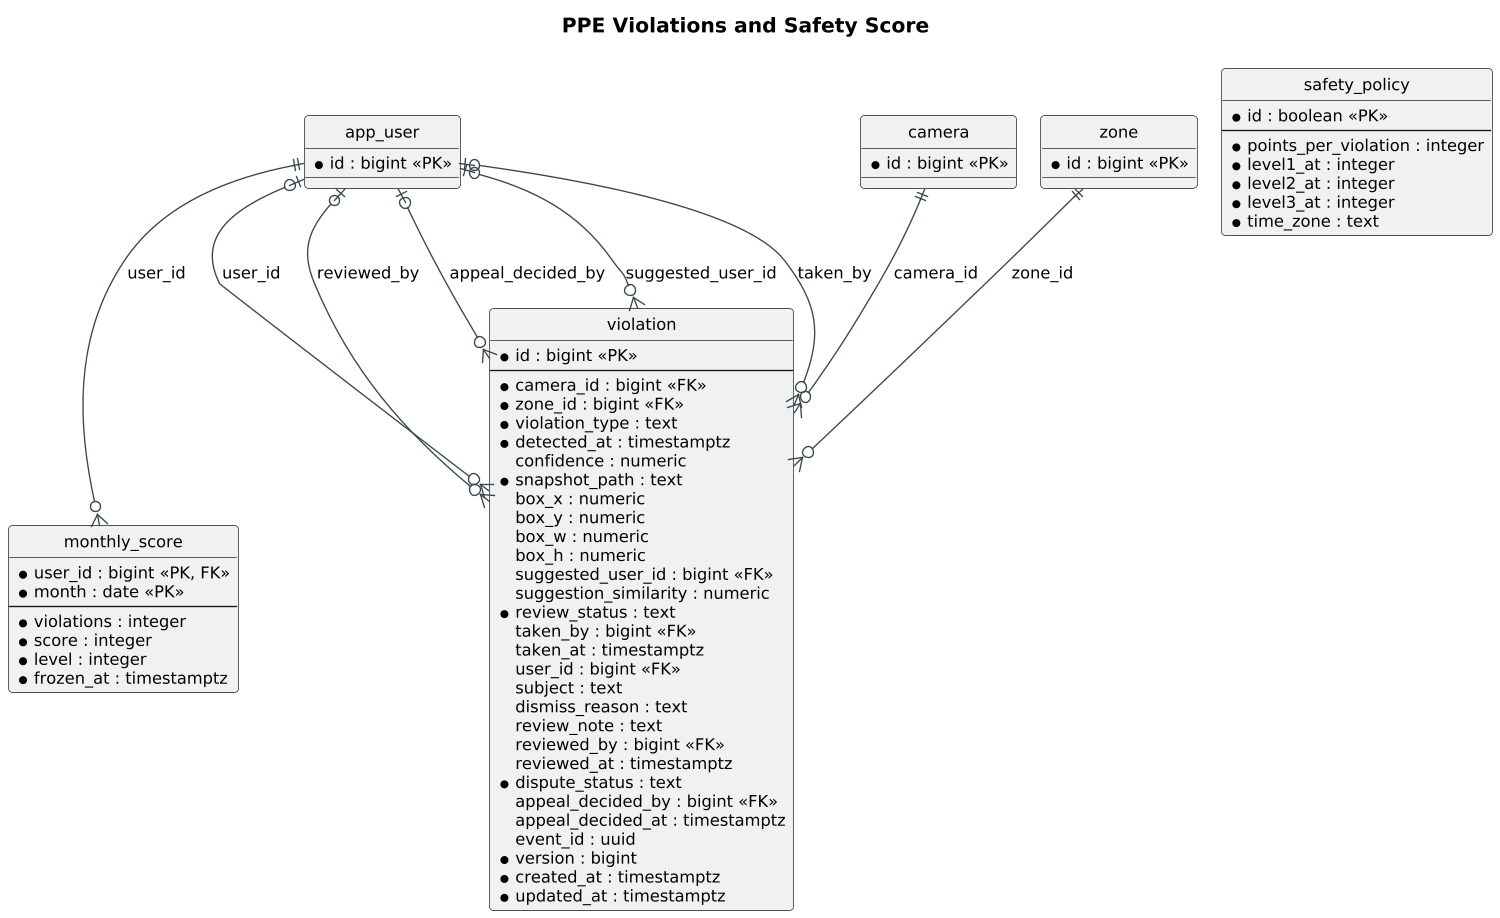 PPE Violations and Safety Score
app_user
id : bigint «PK»
camera
id : bigint «PK»
zone
id : bigint «PK»
safety_policy
id : boolean «PK»
points_per_violation : integer
level1_at : integer
level2_at : integer
level3_at : integer
time_zone : text
user_id
user_id
reviewed_by
appeal_decided_by
suggested_user_id
taken_by
camera_id
zone_id
violation
id : bigint «PK»
camera_id : bigint «FK»
zone_id : bigint «FK»
violation_type : text
detected_at : timestamptz
confidence : numeric
snapshot_path : text
box_x : numeric
box_y : numeric
box_w : numeric
box_h : numeric
suggested_user_id : bigint «FK»
suggestion_similarity : numeric
review_status : text
taken_by : bigint «FK»
taken_at : timestamptz
user_id : bigint «FK»
subject : text
dismiss_reason : text
review_note : text
reviewed_by : bigint «FK»
reviewed_at : timestamptz
dispute_status : text
appeal_decided_by : bigint «FK»
appeal_decided_at : timestamptz
event_id : uuid
version : bigint
created_at : timestamptz
updated_at : timestamptz
monthly_score
user_id : bigint «PK, FK»
month : date «PK»
violations : integer
score : integer
level : integer
frozen_at : timestamptz